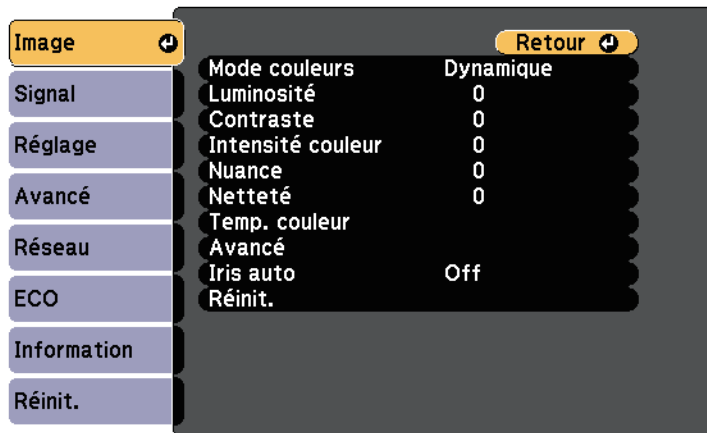 Image
Signal
Réglage
Avancé
Réseau
ECO
Information
Réinit.
Retour
Mode couleurs Dynamique
Luminosité 0
Contraste 0
Intensité couleur 0
Nuance 0
Netteté 0
Temp. couleur
Avancé
Iris auto Off
Réinit.